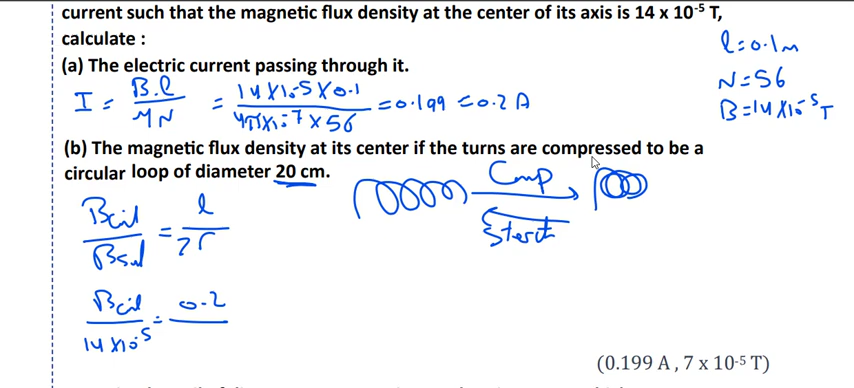 current such that the magnetic flux density at the center of its axis is 14 x 10⁻⁵ T,
calculate :
l = 0.1 m
(a) The electric current passing through it.
N = 56
I = B.l / μN = 14 x 10⁻⁵ x 0.1 / 4π x 10⁻⁷ x 56 = 0.199 ≈ 0.2 A
B = 14 x 10⁻⁵ T
(b) The magnetic flux density at its center if the turns are compressed to be a
circular loop of diameter 20 cm.
Comp
Sterch
Bcil / Bsol = l / 2r
Bcil / 14 x 10⁻⁵ = 0.2
(0.199 A , 7 x 10⁻⁵ T)